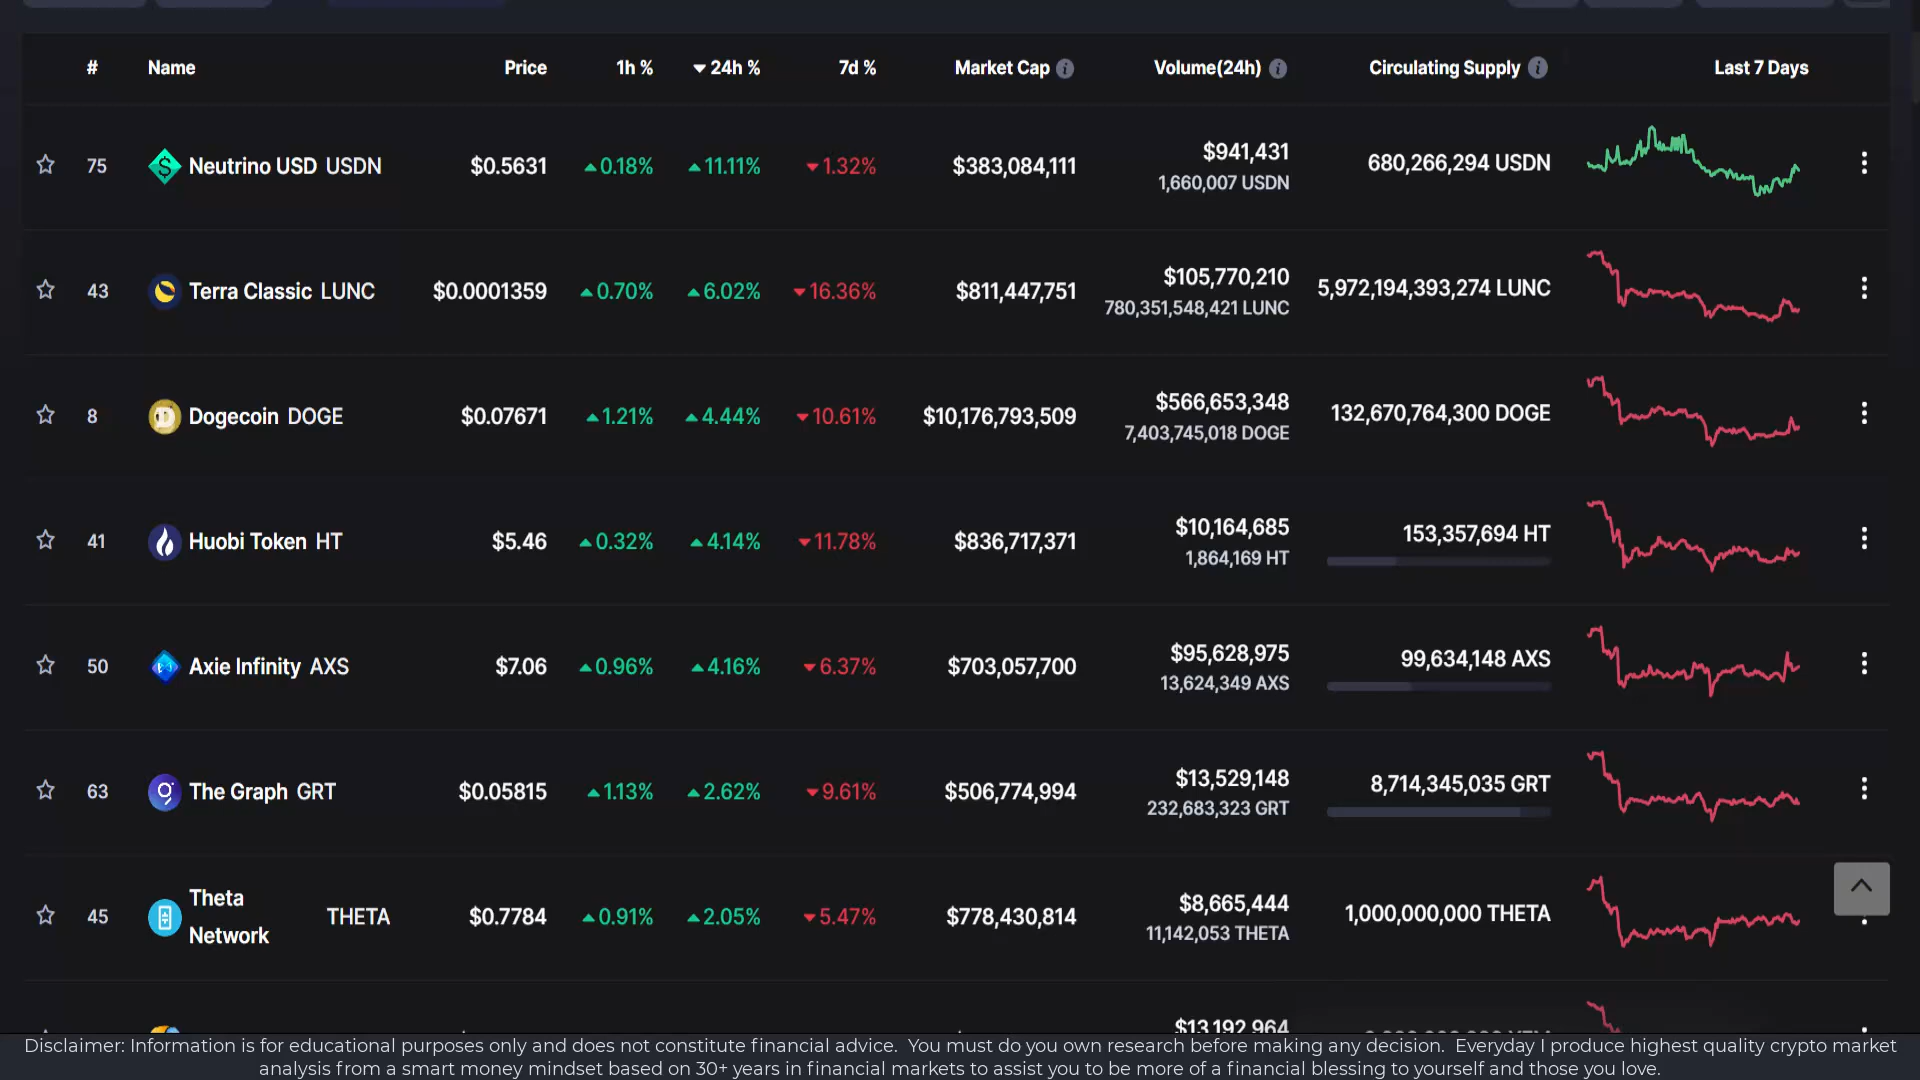 # Name Price 1h % 24h % 7d % Market Cap Volume(24h) Circulating Supply Last 7 Days
75 Neutrino USD USDN $0.5631 0.18% 11.11% 1.32% $383,084,111 $941,431 680,266,294 USDN
1,660,007 USDN
43 Terra Classic LUNC $0.0001359 0.70% 6.02% 16.36% $811,447,751 $105,770,210 5,972,194,393,274 LUNC
780,351,548,421 LUNC
8 Dogecoin DOGE $0.07671 1.21% 4.44% 10.61% $10,176,793,509 $566,653,348 132,670,764,300 DOGE
7,403,745,018 DOGE
41 Huobi Token HT $5.46 0.32% 4.14% 11.78% $836,717,371 $10,164,685 153,357,694 HT
1,864,169 HT
50 Axie Infinity AXS $7.06 0.96% 4.16% 6.37% $703,057,700 $95,628,975 99,634,148 AXS
13,624,349 AXS
63 The Graph GRT $0.05815 1.13% 2.62% 9.61% $506,774,994 $13,529,148 8,714,345,035 GRT
232,683,323 GRT
45 Theta Network THETA $0.7784 0.91% 2.05% 5.47% $778,430,814 $8,665,444 1,000,000,000 THETA
11,142,053 THETA
$13,192,964
Disclaimer: Information is for educational purposes only and does not constitute financial advice. You must do you own research before making any decision. Everyday I produce highest quality crypto market
analysis from a smart money mindset based on 30+ years in financial markets to assist you to be more of a financial blessing to yourself and those you love.